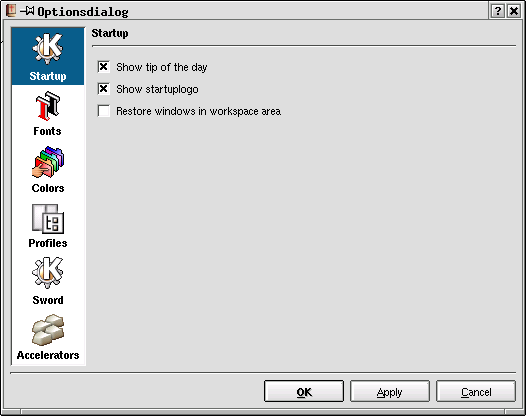 Optionsdialog
Startup
Startup
Show tip of the day
Show startuplogo
Restore windows in workspace area
Fonts
Colors
Profiles
Sword
Accelerators
OK
Apply
Cancel